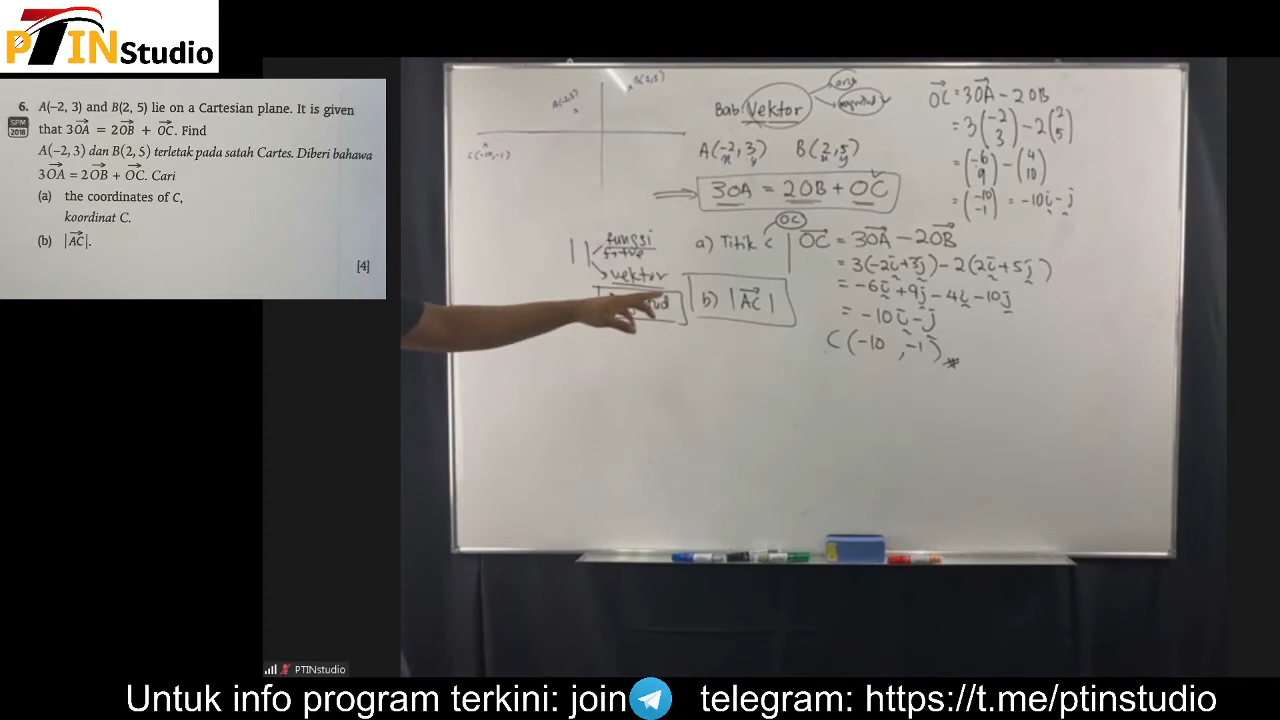 PTIN Studio
6. A(−2, 3) and B(2, 5) lie on a Cartesian plane. It is given
SPM
2018
that 3OA = 2OB + OC. Find
A(−2, 3) dan B(2, 5) terletak pada satah Cartes. Diberi bahawa
3OA = 2OB + OC. Cari
(a) the coordinates of C,
koordinat C.
(b) |AC|.
[4]
B(2,5)
C(-10,-1)
Bab: Vektor
A(-2,3) B(2,5)
x y x y
3OA = 2OB + OC
OC
a) Titik C
| | fungsi
vektor
b) |AC|
OC = 3OA - 2OB
= 3(-2 3) - 2(2 5)
= (-6 9) - (4 10)
= (-10 -1) = -10i - j
OC = 3OA - 2OB
= 3(-2i+3j) - 2(2i+5j)
= -6i+9j-4i-10j
= -10i - j
C(-10, -1)
PTINstudio
Untuk info program terkini: join telegram: https://t.me/ptinstudio